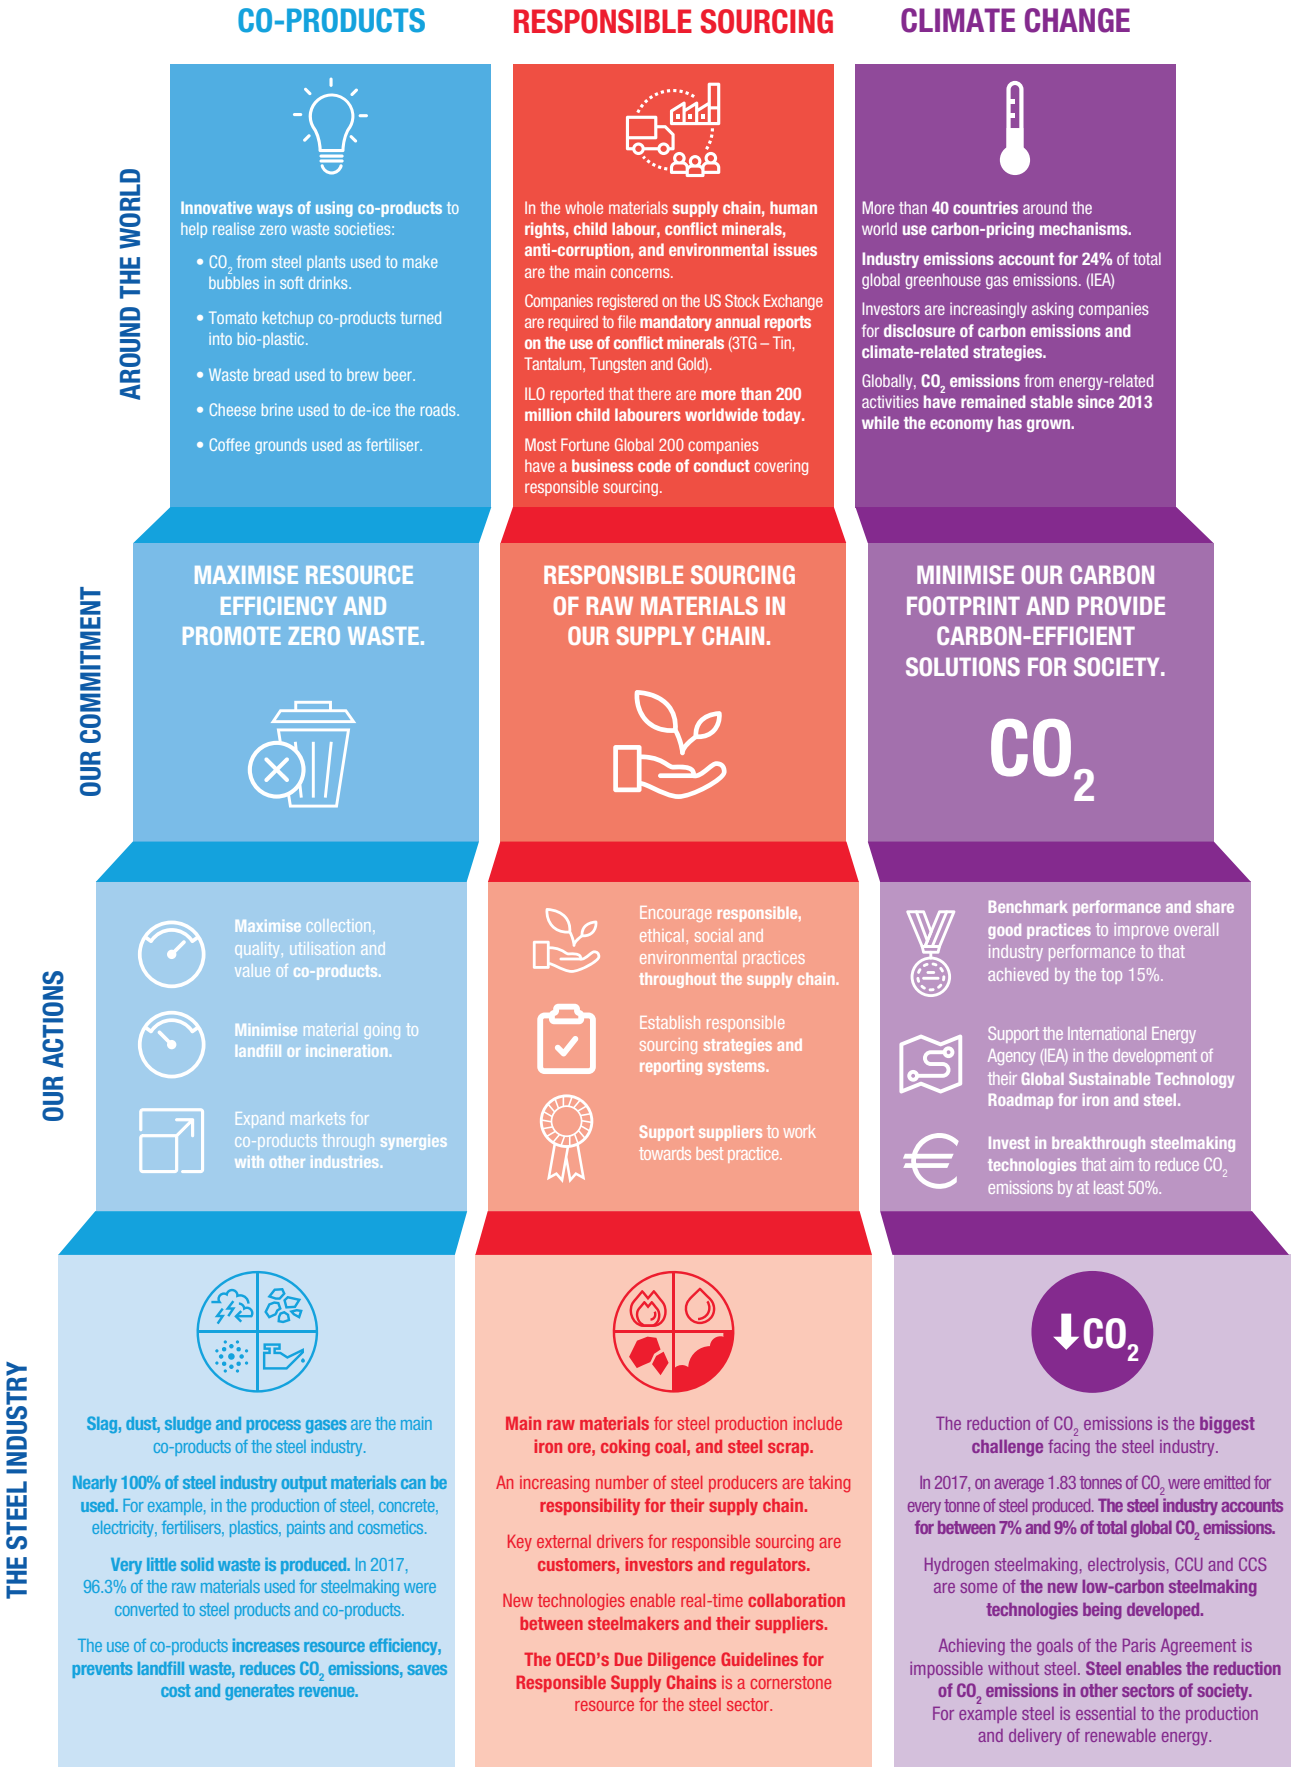 CO-PRODUCTS
RESPONSIBLE SOURCING
CLIMATE CHANGE
AROUND THE WORLD
Innovative ways of using co-products to
help realise zero waste societies:
• CO2 from steel plants used to make
bubbles in soft drinks.
• Tomato ketchup co-products turned
into bio-plastic.
• Waste bread used to brew beer.
• Cheese brine used to de-ice the roads.
• Coffee grounds used as fertiliser.
In the whole materials supply chain, human
rights, child labour, conflict minerals,
anti-corruption, and environmental issues
are the main concerns.
Companies registered on the US Stock Exchange
are required to file mandatory annual reports
on the use of conflict minerals (3TG – Tin,
Tantalum, Tungsten and Gold).
ILO reported that there are more than 200
million child labourers worldwide today.
Most Fortune Global 200 companies
have a business code of conduct covering
responsible sourcing.
More than 40 countries around the
world use carbon-pricing mechanisms.
Industry emissions account for 24% of total
global greenhouse gas emissions. (IEA)
Investors are increasingly asking companies
for disclosure of carbon emissions and
climate-related strategies.
Globally, CO2 emissions from energy-related
activities have remained stable since 2013
while the economy has grown.
OUR COMMITMENT
MAXIMISE RESOURCE
EFFICIENCY AND
PROMOTE ZERO WASTE.
RESPONSIBLE SOURCING
OF RAW MATERIALS IN
OUR SUPPLY CHAIN.
MINIMISE OUR CARBON
FOOTPRINT AND PROVIDE
CARBON-EFFICIENT
SOLUTIONS FOR SOCIETY.
CO2
OUR ACTIONS
Maximise collection,
quality, utilisation and
value of co-products.
Minimise material going to
landfill or incineration.
Expand markets for
co-products through synergies
with other industries.
Encourage responsible,
ethical, social and
environmental practices
throughout the supply chain.
Establish responsible
sourcing strategies and
reporting systems.
Support suppliers to work
towards best practice.
Benchmark performance and share
good practices to improve overall
industry performance to that
achieved by the top 15%.
Support the International Energy
Agency (IEA) in the development of
their Global Sustainable Technology
Roadmap for iron and steel.
€
Invest in breakthrough steelmaking
technologies that aim to reduce CO2
emissions by at least 50%.
THE STEEL INDUSTRY
Slag, dust, sludge and process gases are the main
co-products of the steel industry.
Nearly 100% of steel industry output materials can be
used. For example, in the production of steel, concrete,
electricity, fertilisers, plastics, paints and cosmetics.
Very little solid waste is produced. In 2017,
96.3% of the raw materials used for steelmaking were
converted to steel products and co-products.
The use of co-products increases resource efficiency,
prevents landfill waste, reduces CO2 emissions, saves
cost and generates revenue.
Main raw materials for steel production include
iron ore, coking coal, and steel scrap.
An increasing number of steel producers are taking
responsibility for their supply chain.
Key external drivers for responsible sourcing are
customers, investors and regulators.
New technologies enable real-time collaboration
between steelmakers and their suppliers.
The OECD's Due Diligence Guidelines for
Responsible Supply Chains is a cornerstone
resource for the steel sector.
CO2
The reduction of CO2 emissions is the biggest
challenge facing the steel industry.
In 2017, on average 1.83 tonnes of CO2 were emitted for
every tonne of steel produced. The steel industry accounts
for between 7% and 9% of total global CO2 emissions.
Hydrogen steelmaking, electrolysis, CCU and CCS
are some of the new low-carbon steelmaking
technologies being developed.
Achieving the goals of the Paris Agreement is
impossible without steel. Steel enables the reduction
of CO2 emissions in other sectors of society.
For example steel is essential to the production
and delivery of renewable energy.